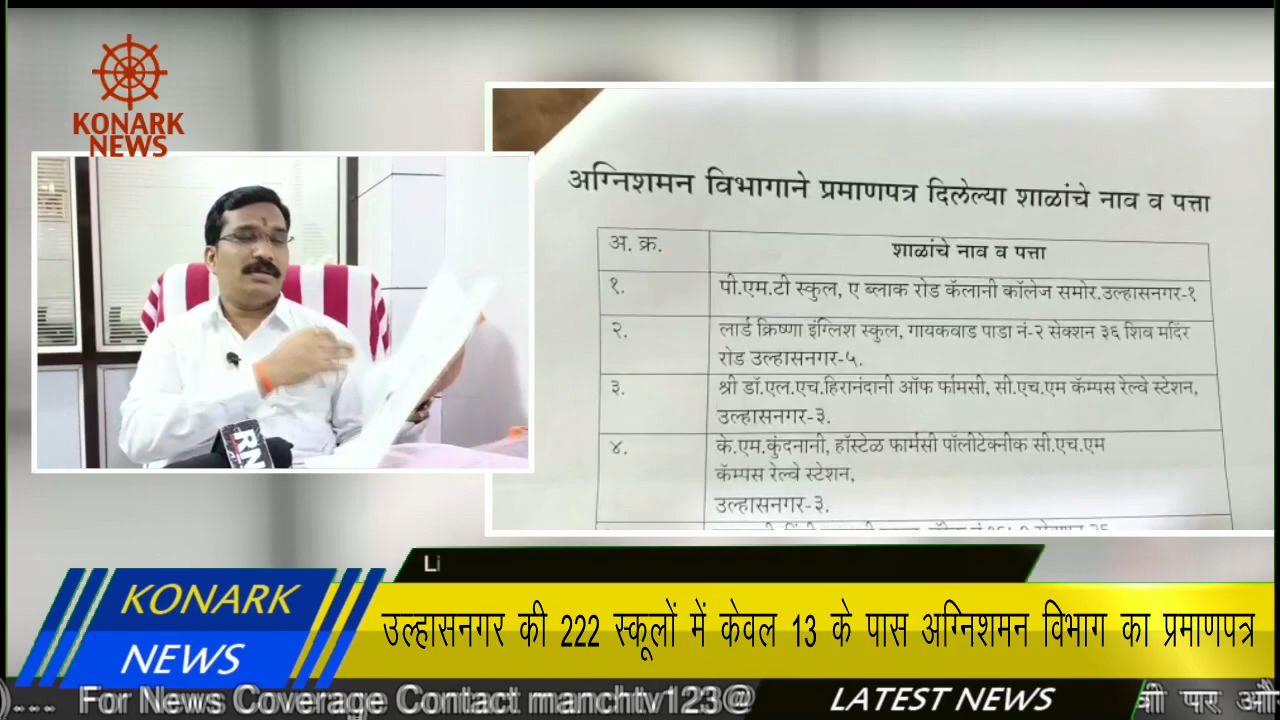 KONARK
NEWS
अग्निशमन विभागाने प्रमाणपत्र दिलेल्या शाळांचे नाव व पत्ता
अ. क्र.
शाळांचे नाव व पत्ता
१.
पी.एम.टी स्कुल, ए ब्लाक रोड कॅलानी कॉलेज समोर.उल्हासनगर-१
२.
लार्ड क्रिष्णा इंग्लिश स्कुल, गायकवाड पाडा नं-२ सेक्शन ३६ शिव मदिर
रोड उल्हासनगर-५.
३.
श्री डॉ.एल.एच.हिरानंदानी ऑफ र्फामसी, सी.एच.एम कॅम्पस रेल्वे स्टेशन,
उल्हासनगर-३.
४.
के.एम.कुंदनानी, हॉस्टेळ फार्मसी पॉलीटेक्नीक सी.एच.एम
कॅम्पस रेल्वे स्टेशन,
उल्हासनगर-३.
RN
Li
KONARK
NEWS
उल्हासनगर की 222 स्कूलों में केवल 13 के पास अग्निशमन विभाग का प्रमाणपत्र
).... For News Coverage Contact manchtv123@
LATEST NEWS
पार औ